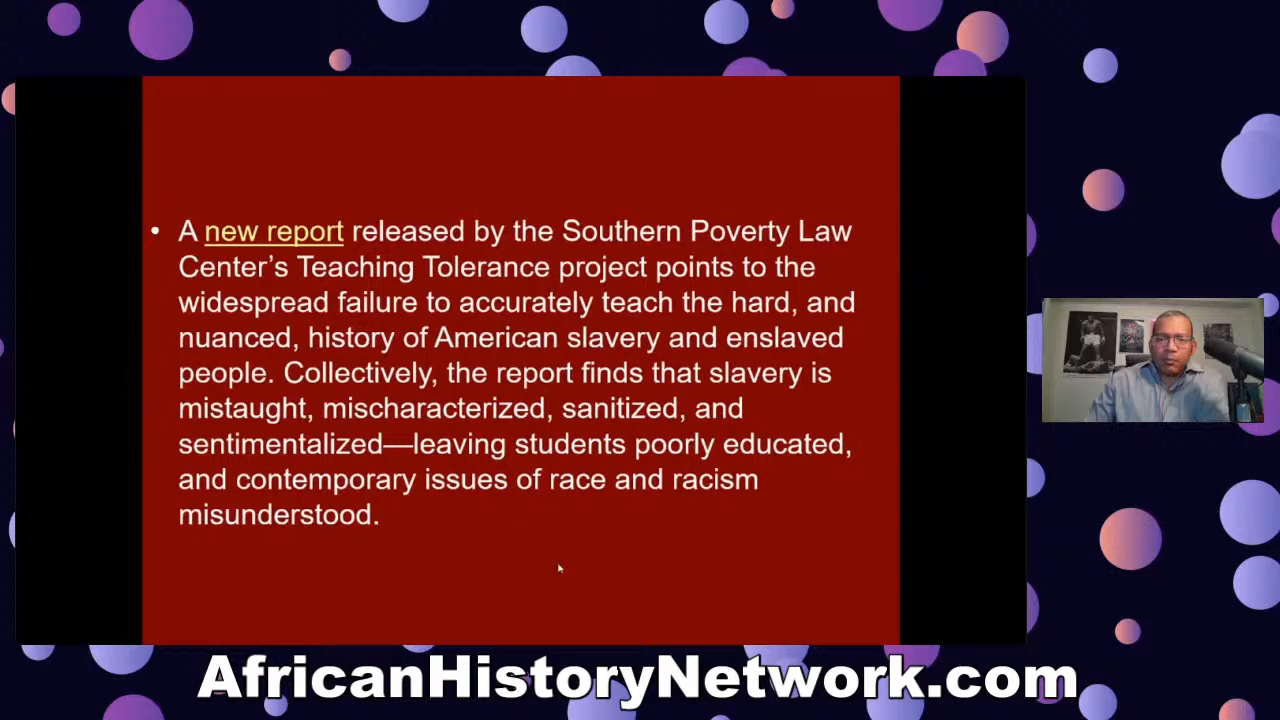 • A new report released by the Southern Poverty Law
Center’s Teaching Tolerance project points to the
widespread failure to accurately teach the hard, and
nuanced, history of American slavery and enslaved
people. Collectively, the report finds that slavery is
mistaught, mischaracterized, sanitized, and
sentimentalized—leaving students poorly educated,
and contemporary issues of race and racism
misunderstood.
AfricanHistoryNetwork.com